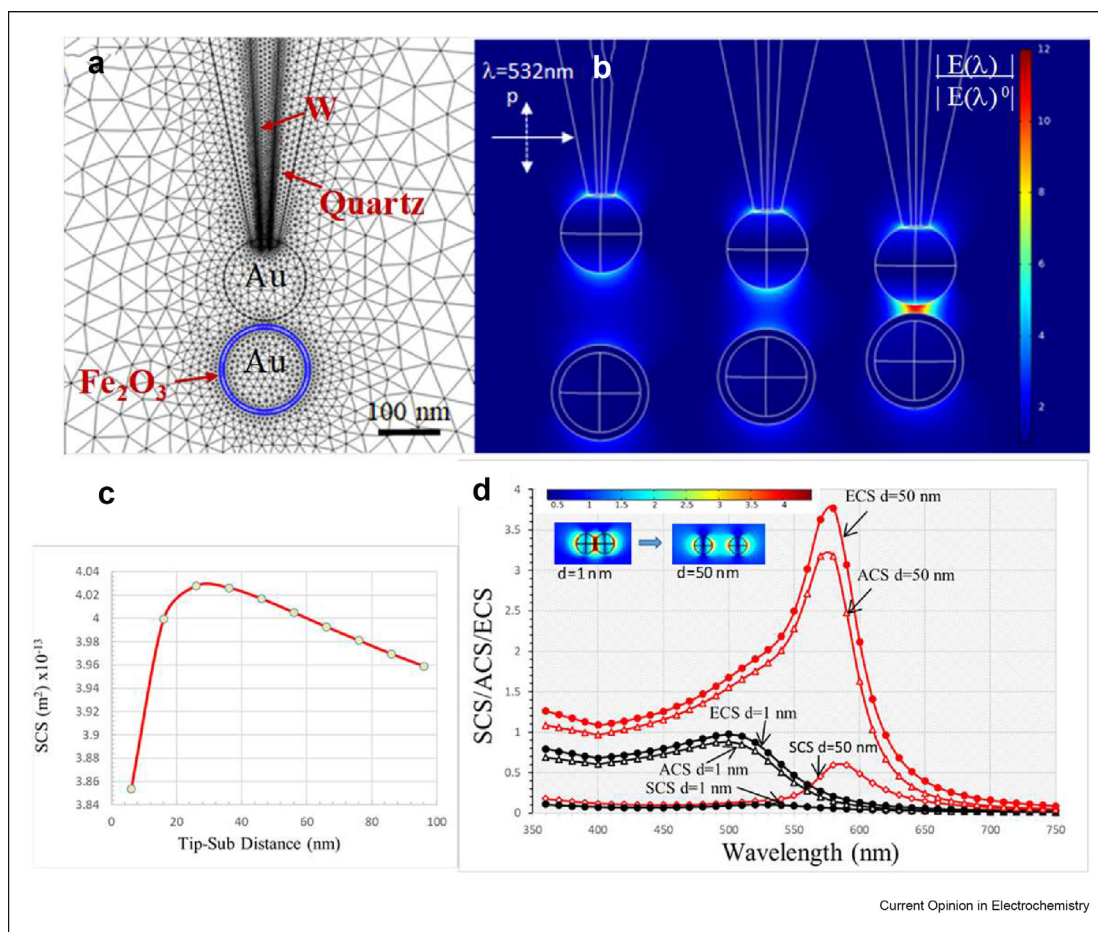 a
W
Quartz
Au
Au
Fe₂O₃
100 nm
b
λ=532nm
p
| E(λ) |
| E(λ)⁰|
12
10
8
6
4
2
c
SCS (m²) x10⁻¹³
4.04
4.02
4
3.98
3.96
3.94
3.92
3.9
3.88
3.86
3.84
0 20 40 60 80 100
Tip-Sub Distance (nm)
d
SCS/ACS/ECS
4
3.5
3
2.5
2
1.5
1
0.5
0
0.5 1 1.5 2 2.5 3 3.5 4
d=1 nm
d=50 nm
ECS d=50 nm
ACS d=50 nm
ECS d=1 nm
SCS d=50 nm
ACS d=1 nm
SCS d=1 nm
350 400 450 500 550 600 650 700 750
Wavelength (nm)
Current Opinion in Electrochemistry